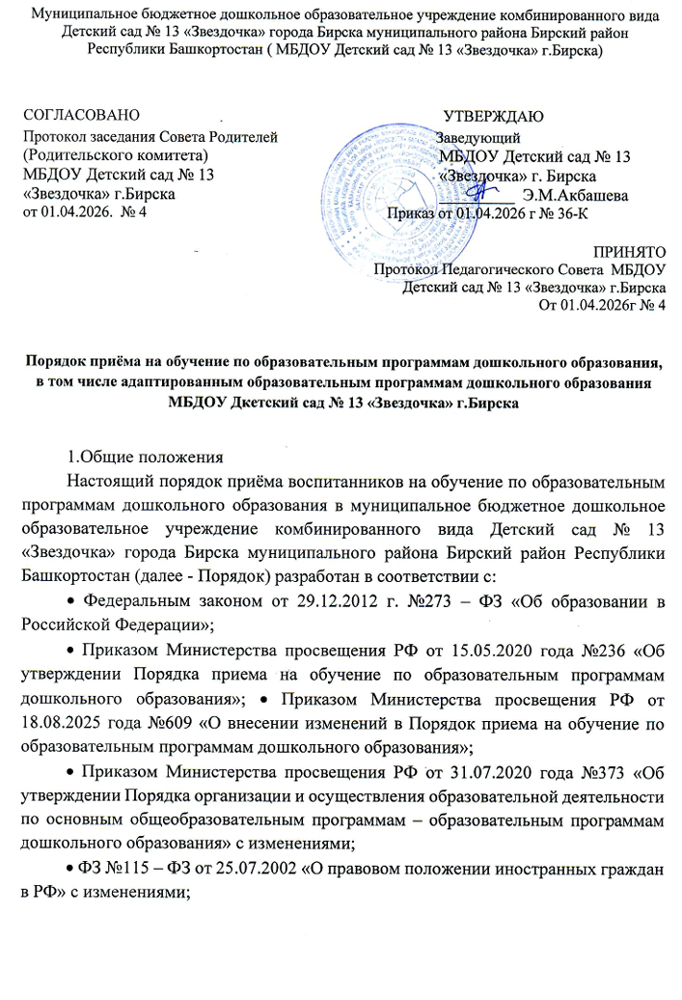 Муниципальное бюджетное дошкольное образовательное учреждение комбинированного вида
Детский сад № 13 «Звездочка» города Бирска муниципального района Бирский район
Республики Башкортостан ( МБДОУ Детский сад № 13 «Звездочка» г.Бирска)
СОГЛАСОВАНО
Протокол заседания Совета Родителей
(Родительского комитета)
МБДОУ Детский сад № 13
«Звездочка» г.Бирска
от 01.04.2026. № 4
УТВЕРЖДАЮ
Заведующий
МБДОУ Детский сад № 13
«Звездочка» г. Бирска
Э.М.Акбашева
Приказ от 01.04.2026 г № 36-К
ПРИНЯТО
Протокол Педагогического Совета МБДОУ
Детский сад № 13 «Звездочка» г.Бирска
От 01.04.2026г № 4
Порядок приёма на обучение по образовательным программам дошкольного образования,
в том числе адаптированным образовательным программам дошкольного образования
МБДОУ Дкетский сад № 13 «Звездочка» г.Бирска
1.Общие положения
Настоящий порядок приёма воспитанников на обучение по образовательным
программам дошкольного образования в муниципальное бюджетное дошкольное
образовательное учреждение комбинированного вида Детский сад № 13
«Звездочка» города Бирска муниципального района Бирский район Республики
Башкортостан (далее - Порядок) разработан в соответствии с:
• Федеральным законом от 29.12.2012 г. №273 – ФЗ «Об образовании в
Российской Федерации»;
• Приказом Министерства просвещения РФ от 15.05.2020 года №236 «Об
утверждении Порядка приема на обучение по образовательным программам
дошкольного образования»; • Приказом Министерства просвещения РФ от
18.08.2025 года №609 «О внесении изменений в Порядок приема на обучение по
образовательным программам дошкольного образования»;
• Приказом Министерства просвещения РФ от 31.07.2020 года №373 «Об
утверждении Порядка организации и осуществления образовательной деятельности
по основным общеобразовательным программам – образовательным программам
дошкольного образования» с изменениями;
• ФЗ №115 – ФЗ от 25.07.2002 «О правовом положении иностранных граждан
в РФ» с изменениями;